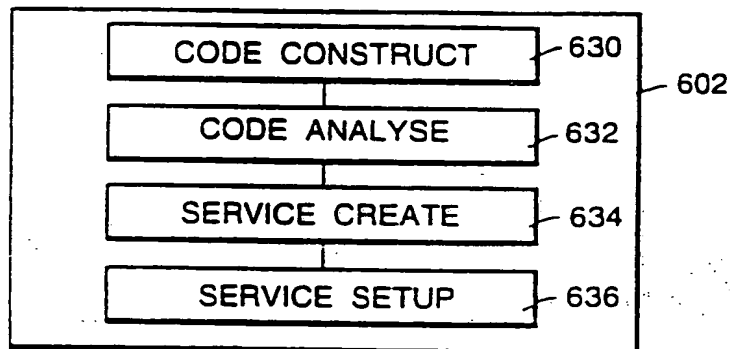 CODE CONSTRUCT 630
602
CODE ANALYSE 632
SERVICE CREATE 634
SERVICE SETUP 636